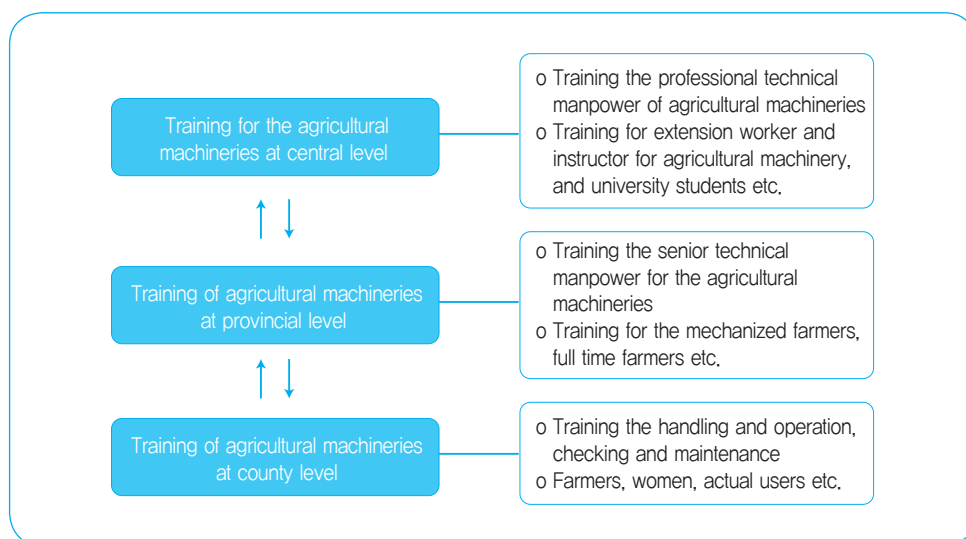 Training for the agricultural
machineries at central level
o Training the professional technical
manpower of agricultural machineries
o Training for extension worker and
instructor for agricultural machinery,
and university students etc.
Training of agricultural machineries
at provincial level
o Training the senior technical
manpower for the agricultural
machineries
o Training for the mechanized farmers,
full time farmers etc.
Training of agricultural machineries
at county level
o Training the handling and operation,
checking and maintenance
o Farmers, women, actual users etc.